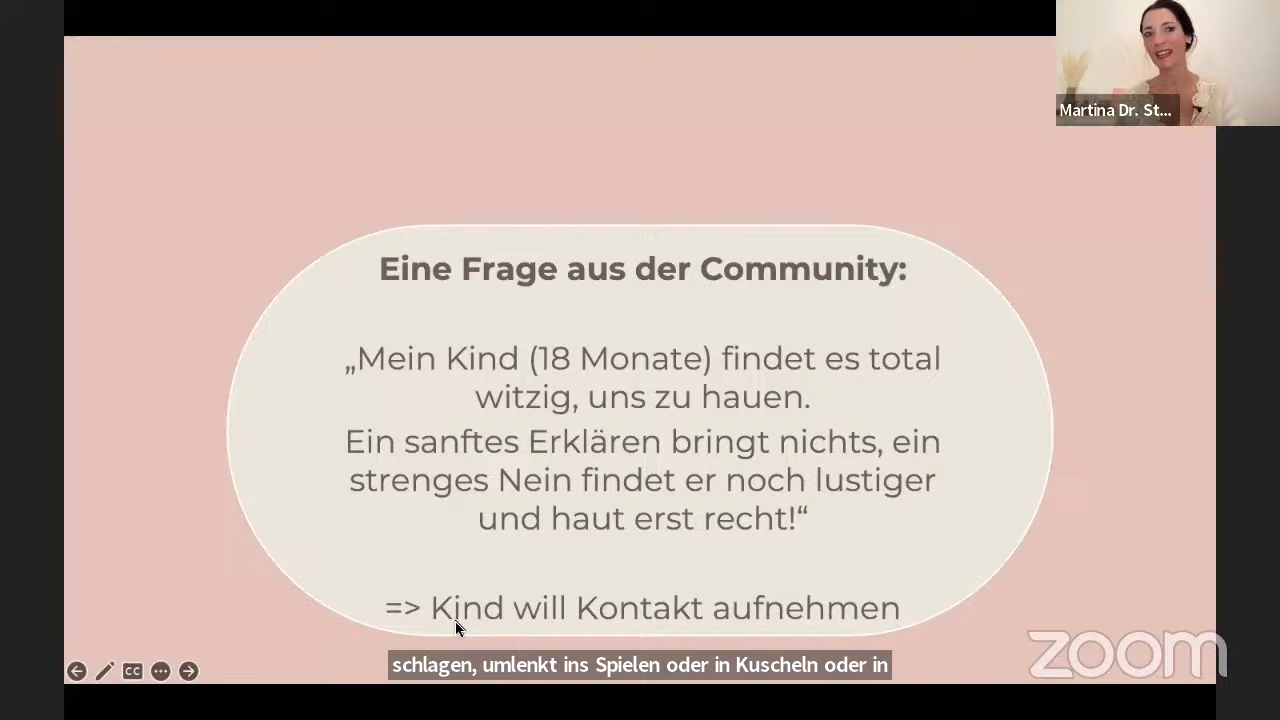 Martina Dr. St...
Eine Frage aus der Community:
„Mein Kind (18 Monate) findet es total
witzig, uns zu hauen.
Ein sanftes Erklären bringt nichts, ein
strenges Nein findet er noch lustiger
und haut erst recht!“
=> Kind will Kontakt aufnehmen
schlagen, umlenkt ins Spielen oder in Kuscheln oder in
CC
zoom